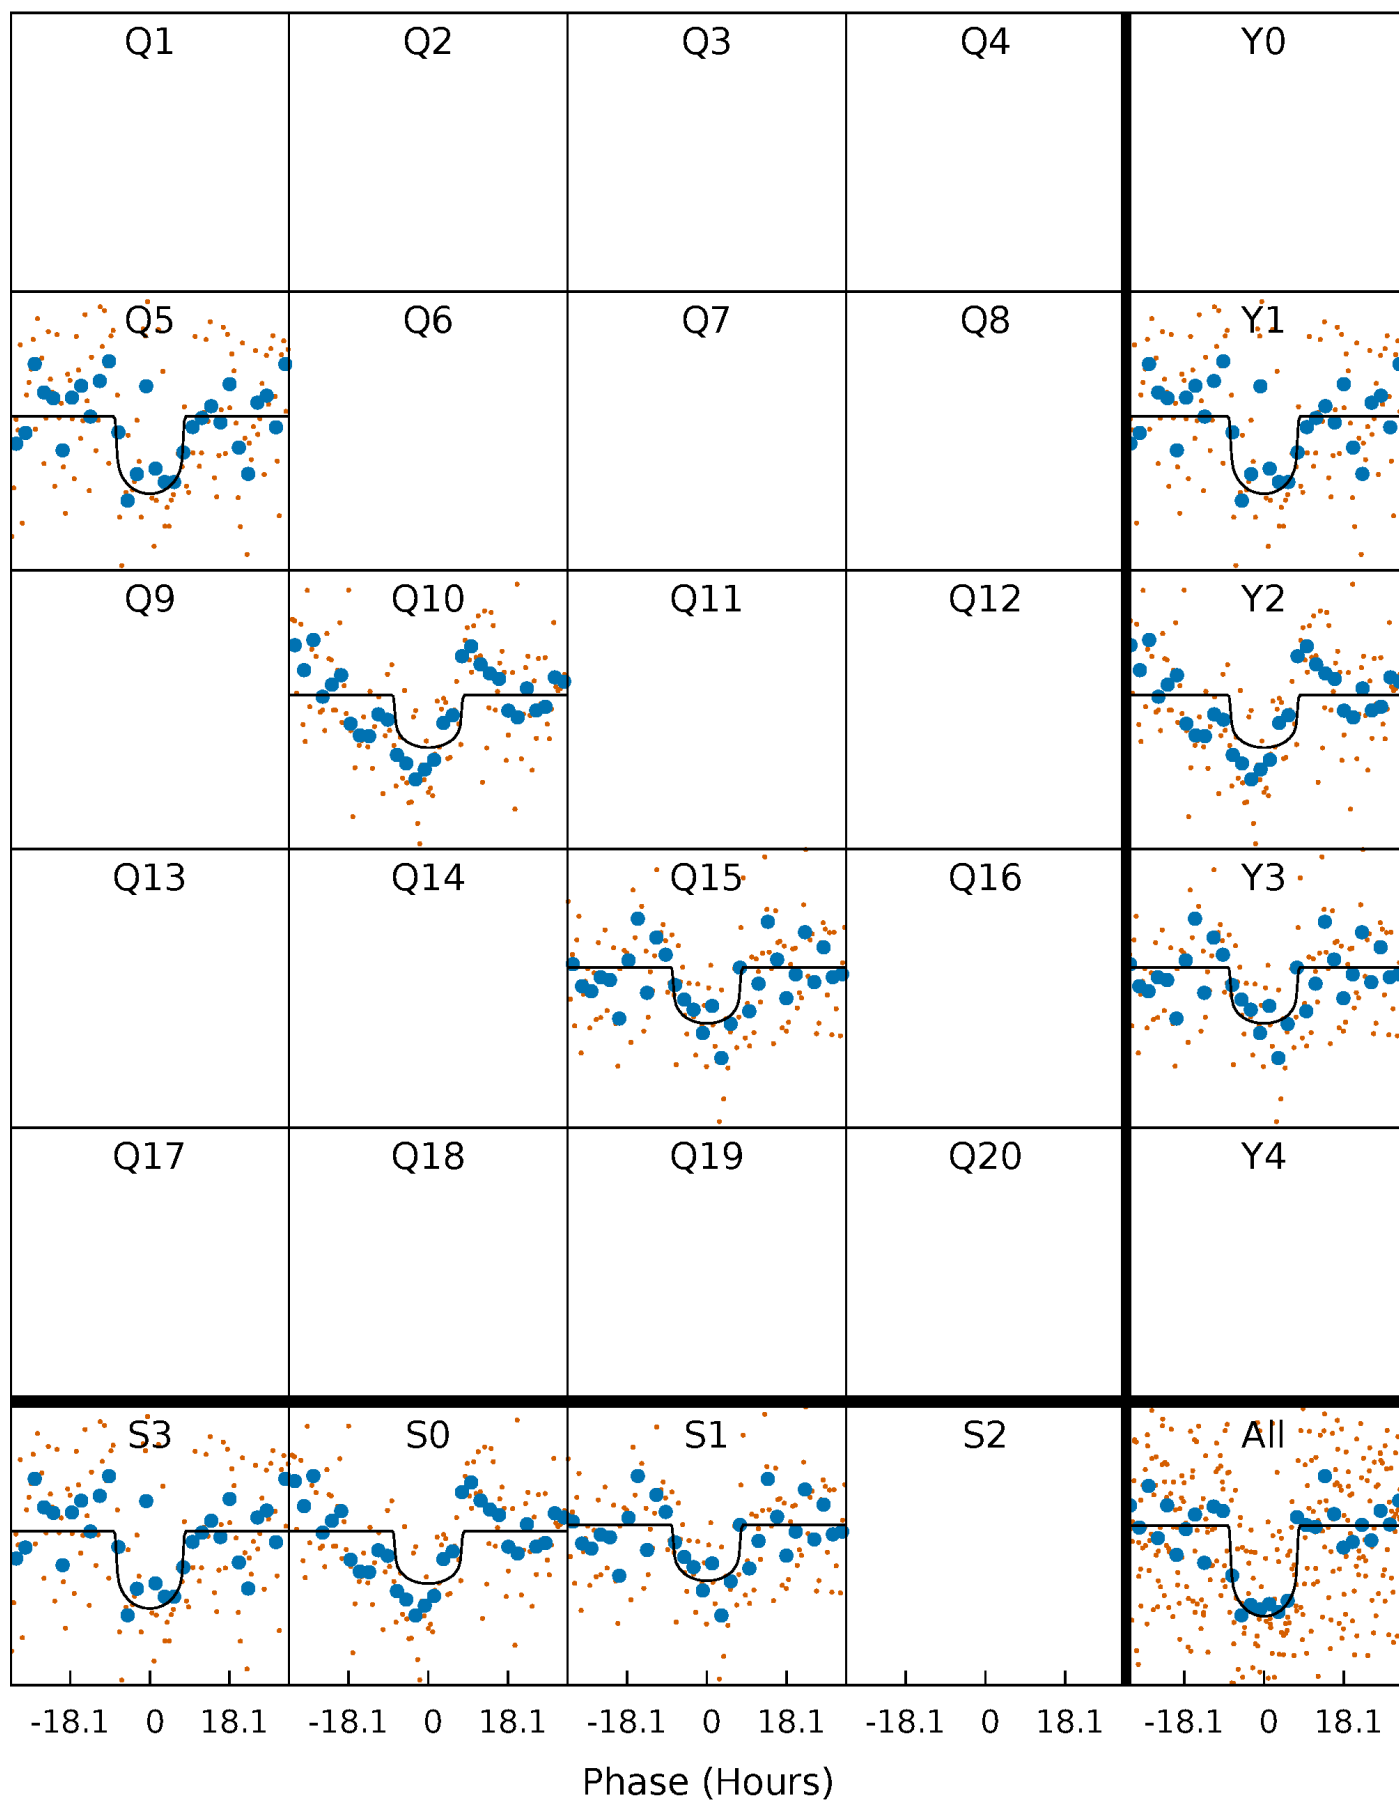 Q1 Q2 Q3 Q4 Y0
Q5 Q6 Q7 Q8 Y1
Q9 Q10 Q11 Q12 Y2
Q13 Q14 Q15 Q16 Y3
Q17 Q18 Q19 Q20 Y4
S3 S0 S1 S2 All
-18.1 0 18.1 -18.1 0 18.1 -18.1 0 18.1 -18.1 0 18.1 -18.1 0 18.1
Phase (Hours)